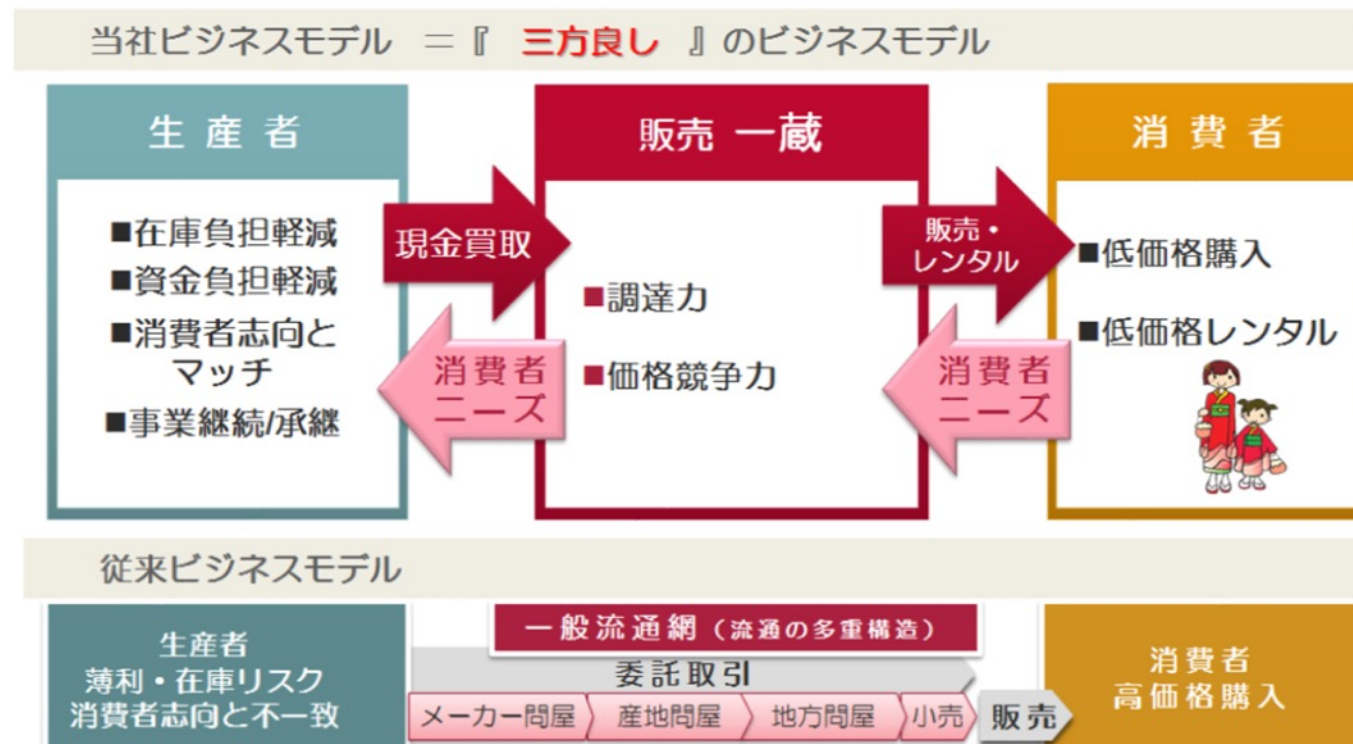 当社ビジネスモデル ＝『 三方良し 』のビジネスモデル
生産者
■在庫負担軽減
■資金負担軽減
■消費者志向と
マッチ
■事業継続/承継
現金買取
消費者
ニーズ
販売 一蔵
■調達力
■価格競争力
販売・
レンタル
消費者
ニーズ
消費者
■低価格購入
■低価格レンタル
従来ビジネスモデル
生産者
薄利・在庫リスク
消費者志向と不一致
一般流通網（流通の多重構造）
委託取引
メーカー問屋
産地問屋
地方問屋
小売
販売
消費者
高価格購入